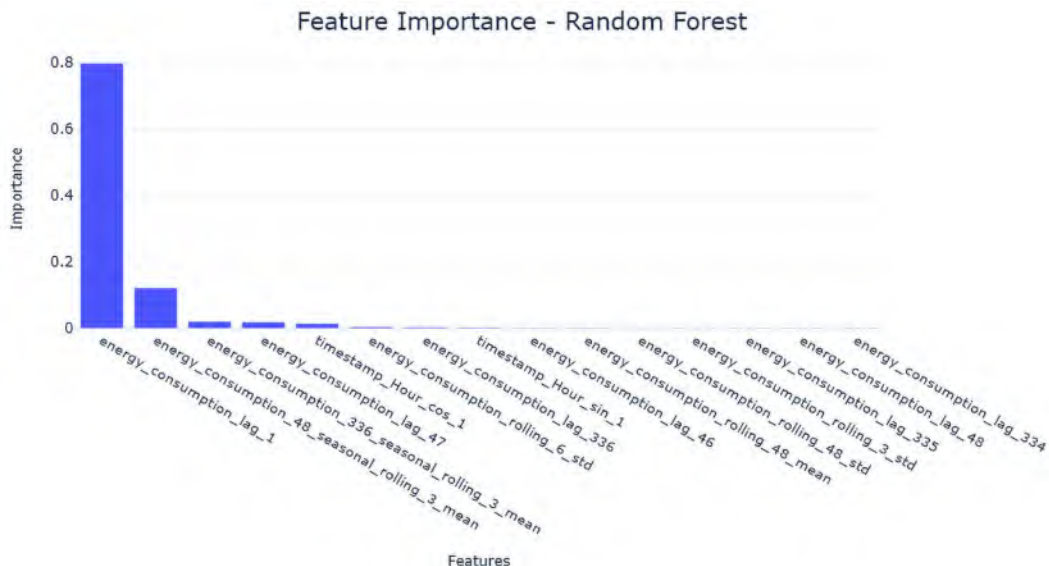 Feature Importance - Random Forest
0.8
0.6
0.4
0.2
0
Importance
energy_consumption_lag_1
energy_consumption_48_seasonal_rolling_3_mean
energy_consumption_336_seasonal_rolling_3_mean
energy_consumption_lag_47
timestamp_Hour_cos_1
energy_consumption_rolling_6_std
energy_consumption_lag_336
timestamp_Hour_sin_1
energy_consumption_lag_46
energy_consumption_rolling_48_mean
energy_consumption_rolling_48_std
energy_consumption_rolling_3_std
energy_consumption_lag_335
energy_consumption_lag_48
energy_consumption_lag_334
Features